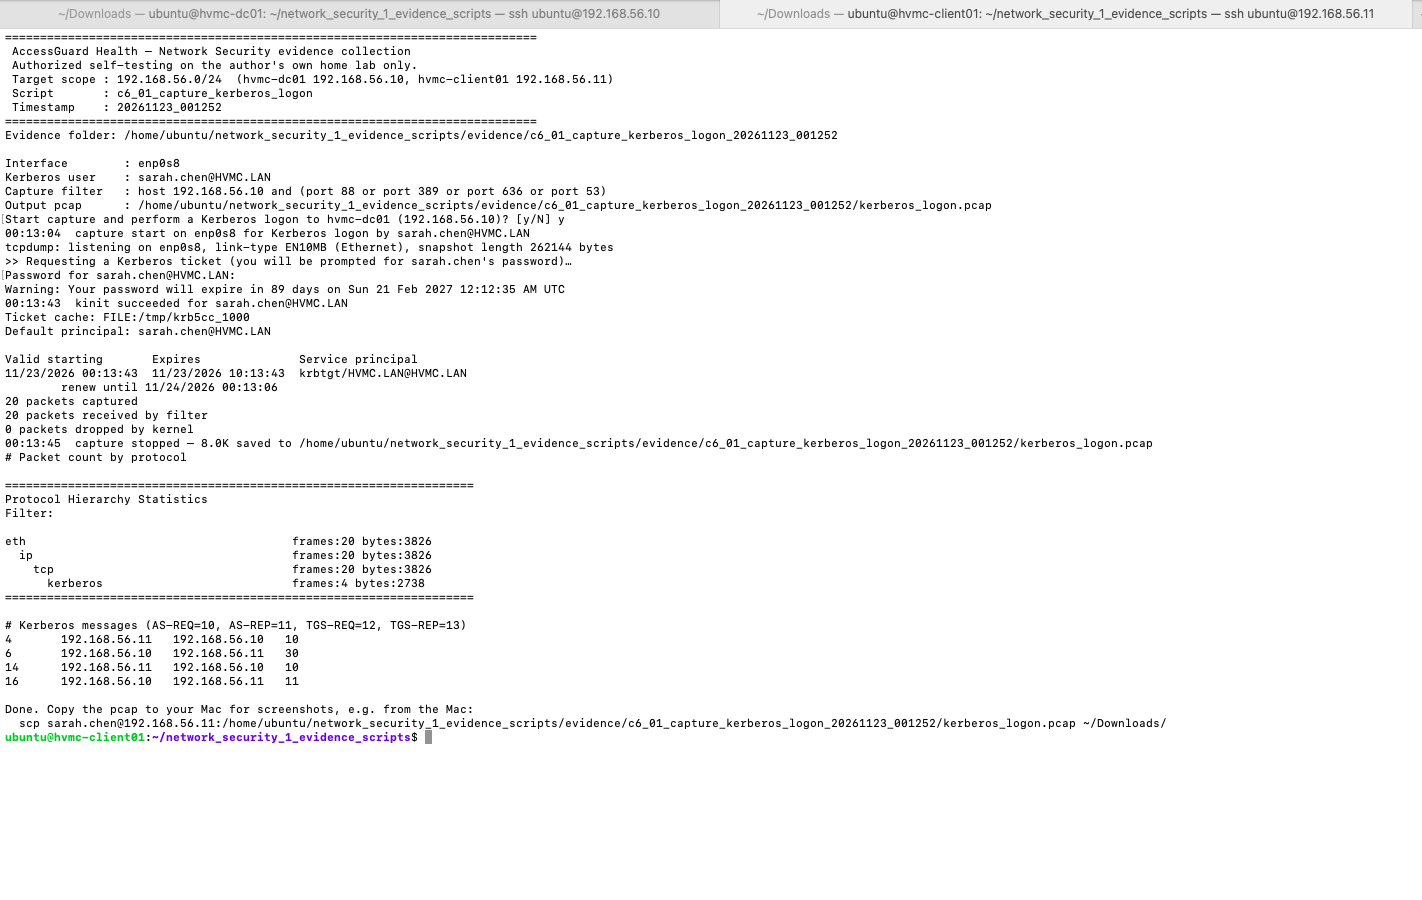 ~/Downloads — ubuntu@hvmc-dc01: ~/network_security_1_evidence_scripts — ssh ubuntu@192.168.56.10
~/Downloads — ubuntu@hvmc-client01: ~/network_security_1_evidence_scripts — ssh ubuntu@192.168.56.11
============================================================================
AccessGuard Health — Network Security evidence collection
Authorized self-testing on the author's own home lab only.
Target scope : 192.168.56.0/24  (hvmc-dc01 192.168.56.10, hvmc-client01 192.168.56.11)
Script     : c6_01_capture_kerberos_logon
Timestamp    : 20261123_001252
============================================================================
Evidence folder: /home/ubuntu/network_security_1_evidence_scripts/evidence/c6_01_capture_kerberos_logon_20261123_001252
Interface        : enp0s8
Kerberos user    : sarah.chen@HVMC.LAN
Capture filter   : host 192.168.56.10 and (port 88 or port 389 or port 636 or port 53)
Output pcap      : /home/ubuntu/network_security_1_evidence_scripts/evidence/c6_01_capture_kerberos_logon_20261123_001252/kerberos_logon.pcap
Start capture and perform a Kerberos logon to hvmc-dc01 (192.168.56.10)? [y/N] y
00:13:04  capture start on enp0s8 for Kerberos logon by sarah.chen@HVMC.LAN
tcpdump: listening on enp0s8, link-type EN10MB (Ethernet), snapshot length 262144 bytes
>> Requesting a Kerberos ticket (you will be prompted for sarah.chen's password)…
Password for sarah.chen@HVMC.LAN:
Warning: Your password will expire in 89 days on Sun 21 Feb 2027 12:12:35 AM UTC
00:13:43  kinit succeeded for sarah.chen@HVMC.LAN
Ticket cache: FILE:/tmp/krb5cc_1000
Default principal: sarah.chen@HVMC.LAN
Valid starting       Expires              Service principal
11/23/2026 00:13:43  11/23/2026 10:13:43  krbtgt/HVMC.LAN@HVMC.LAN
renew until 11/24/2026 00:13:06
20 packets captured
20 packets received by filter
0 packets dropped by kernel
00:13:45  capture stopped — 8.0K saved to /home/ubuntu/network_security_1_evidence_scripts/evidence/c6_01_capture_kerberos_logon_20261123_001252/kerberos_logon.pcap
# Packet count by protocol
===================================================================
Protocol Hierarchy Statistics
Filter:
eth                                      frames:20 bytes:3826
ip                                     frames:20 bytes:3826
tcp                                  frames:20 bytes:3826
kerberos                           frames:4 bytes:2738
===================================================================
# Kerberos messages (AS-REQ=10, AS-REP=11, TGS-REQ=12, TGS-REP=13)
4       192.168.56.11   192.168.56.10   10
6       192.168.56.10   192.168.56.11   30
14      192.168.56.11   192.168.56.10   10
16      192.168.56.10   192.168.56.11   11
Done. Copy the pcap to your Mac for screenshots, e.g. from the Mac:
scp sarah.chen@192.168.56.11:/home/ubuntu/network_security_1_evidence_scripts/evidence/c6_01_capture_kerberos_logon_20261123_001252/kerberos_logon.pcap ~/Downloads/
ubuntu@hvmc-client01:~/network_security_1_evidence_scripts$